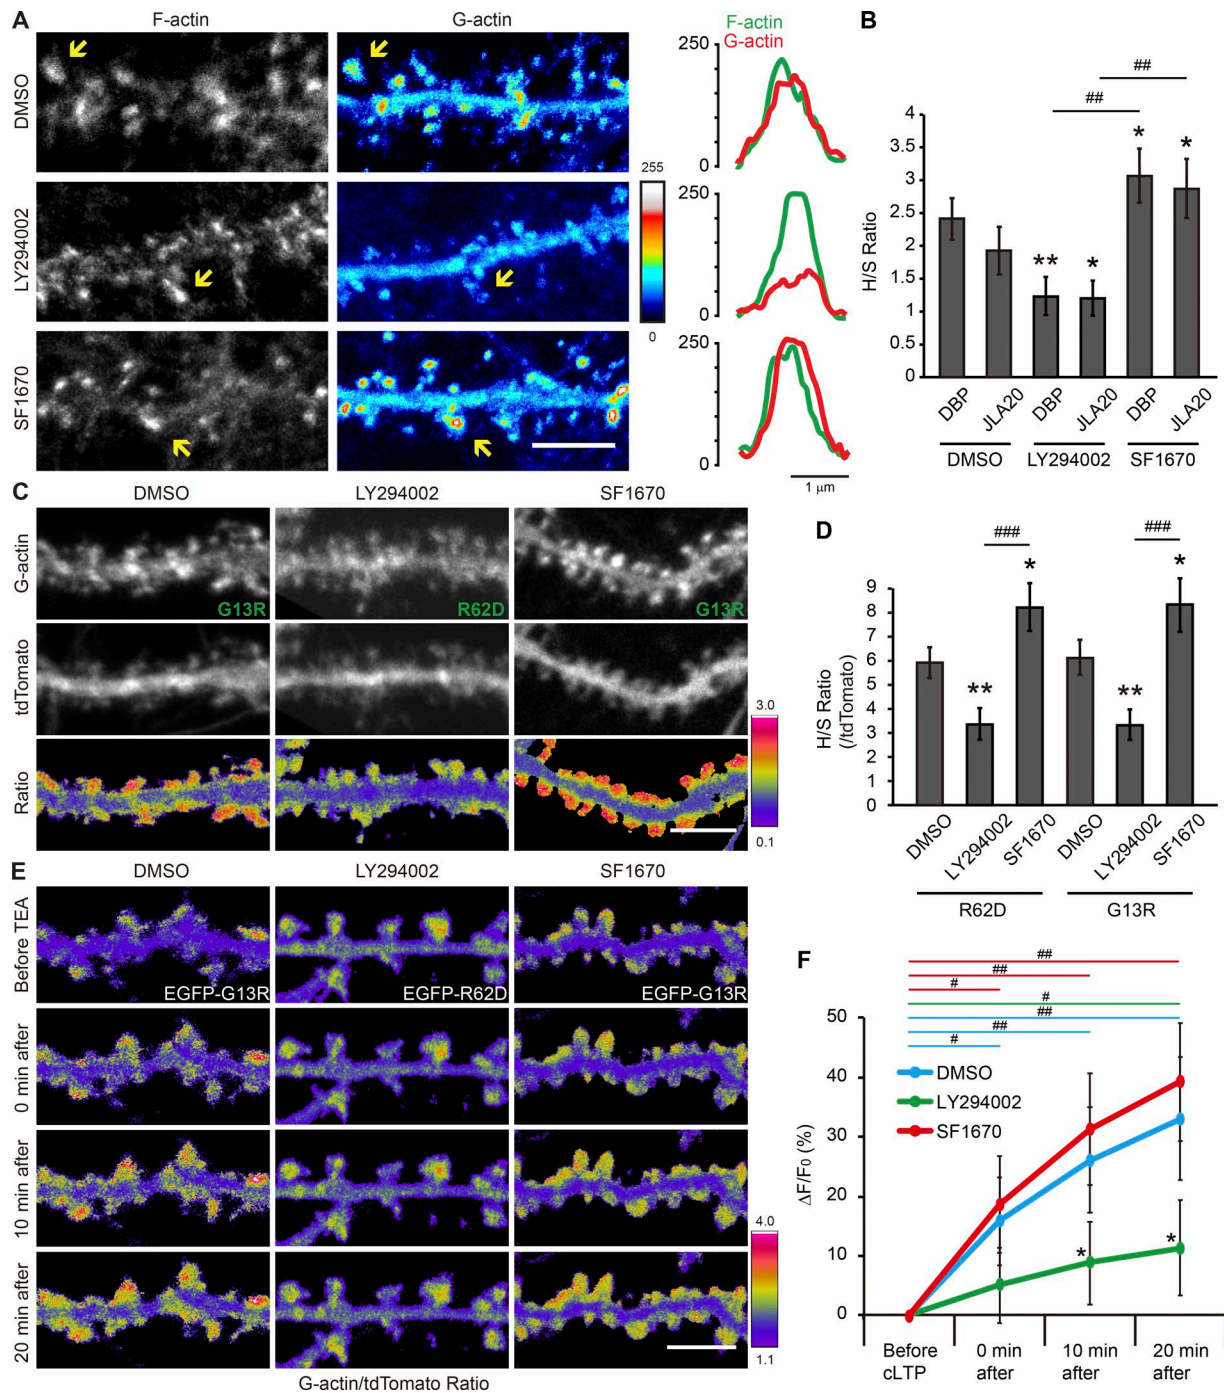 A
F-actin
G-actin
F-actin
G-actin
DMSO
LY294002
SF1670
255
0
250
0
250
0
250
0
1 μm
B
##
##
*
*
**
*
H/S Ratio
4
3.5
3
2.5
2
1.5
1
0.5
0
DBP
JLA20
DBP
JLA20
DBP
JLA20
DMSO
LY294002
SF1670
C
DMSO
LY294002
SF1670
G-actin
G13R
R62D
G13R
tdTomato
Ratio
3.0
0.1
D
###
###
*
*
**
**
H/S Ratio
(/tdTomato)
9
8
7
6
5
4
3
2
1
0
DMSO
LY294002
SF1670
DMSO
LY294002
SF1670
R62D
G13R
E
DMSO
LY294002
SF1670
Before TEA
EGFP-G13R
EGFP-R62D
EGFP-G13R
0 min after
10 min after
20 min after
4.0
1.1
G-actin/tdTomato Ratio
F
##
##
#
#
##
##
#
ΔF/F0 (%)
50
40
30
20
10
0
DMSO
LY294002
SF1670
*
*
Before
cLTP
0 min
after
10 min
after
20 min
after